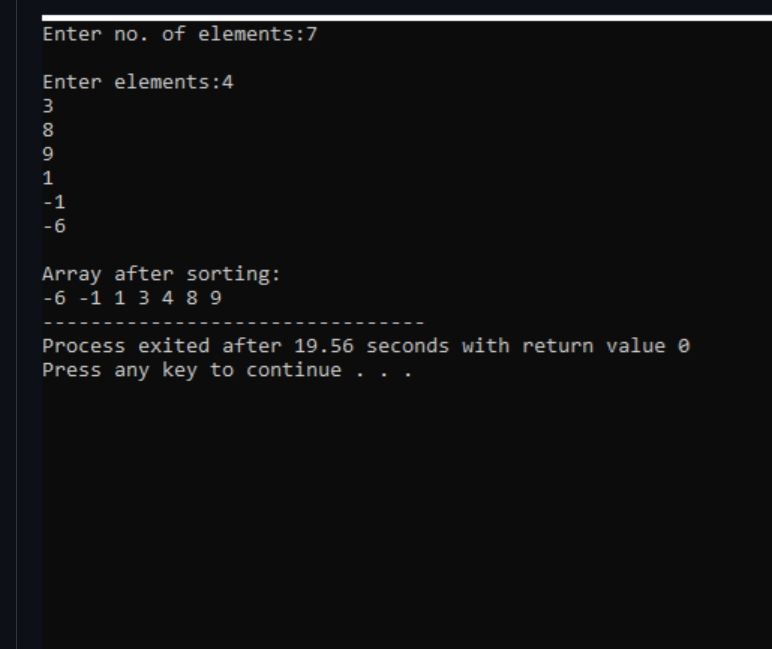 Enter no. of elements:7
Enter elements:4
3
8
9
1
-1
-6
Array after sorting:
-6 -1 1 3 4 8 9
--------------------------------
Process exited after 19.56 seconds with return value 0
Press any key to continue . . .